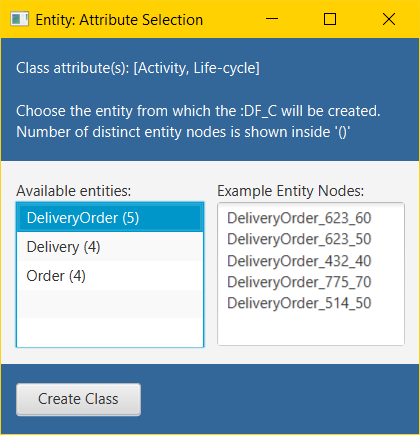 Entity: Attribute Selection
Class attribute(s): [Activity, Life-cycle]
Choose the entity from which the :DF_C will be created.
Number of distinct entity nodes is shown inside '()'
Available entities:
DeliveryOrder (5)
Delivery (4)
Order (4)
Example Entity Nodes:
DeliveryOrder_623_60
DeliveryOrder_623_50
DeliveryOrder_432_40
DeliveryOrder_775_70
DeliveryOrder_514_50
Create Class